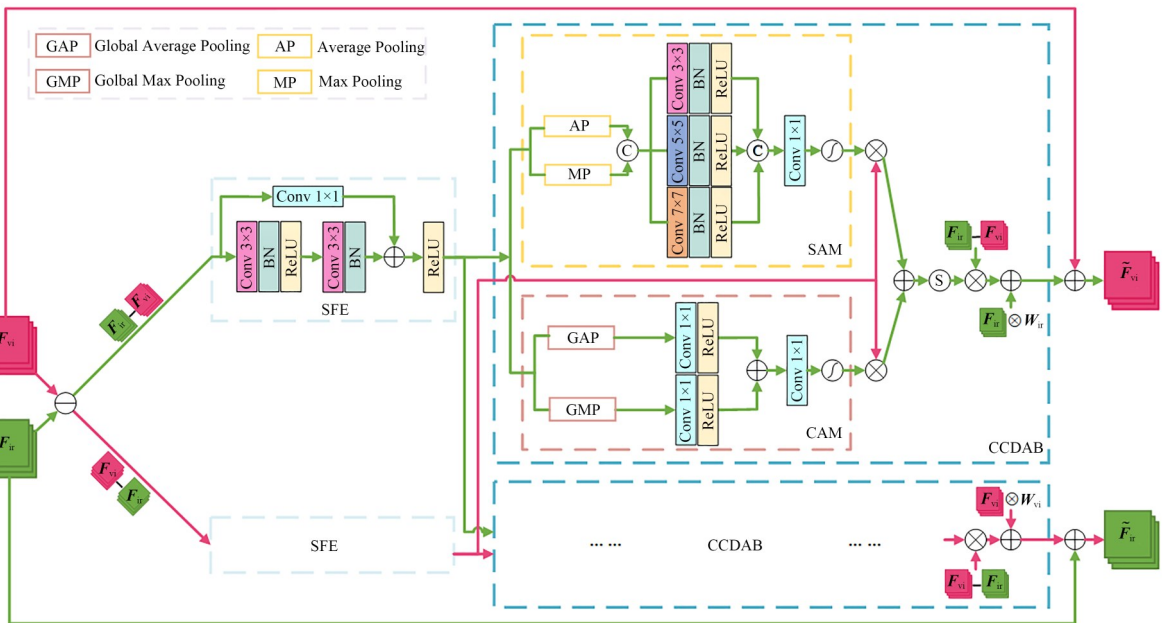 GAP Global Average Pooling AP Average Pooling
GMP Golbal Max Pooling MP Max Pooling
Conv 3×3 BN ReLU
AP
Conv 5×5 BN ReLU
C
C
Conv 1×1
MP
Conv 7×7 BN ReLU
SAM
Conv 1×1
Conv 3×3 BN ReLU
Conv 3×3 BN
ReLU
SFE
F_ir - F_vi
F_vi
F_ir
F_vi - F_ir
GAP
Conv 1×1 ReLU
Conv 1×1
GMP
Conv 1×1 ReLU
CAM
F_ir - F_vi
S
F_ir ⊗ W_ir
F̃_vi
CCDAB
SFE
... ...
CCDAB
... ...
F_vi ⊗ W_vi
F_vi - F_ir
F̃_ir